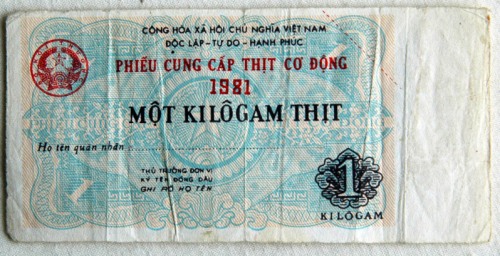 CỘNG HÒA XÃ HỘI CHỦ NGHĨA VIỆT NAM
ĐỘC LẬP - TỰ DO - HẠNH PHÚC
PHIẾU CUNG CẤP THỊT CƠ ĐỘNG
1981
MỘT KILÔGAM THỊT
Họ tên quân nhân
THỦ TRƯỞNG ĐƠN VỊ
KÝ TÊN ĐÓNG DẤU
GHI RÕ HỌ TÊN
1
1
KILÔGAM